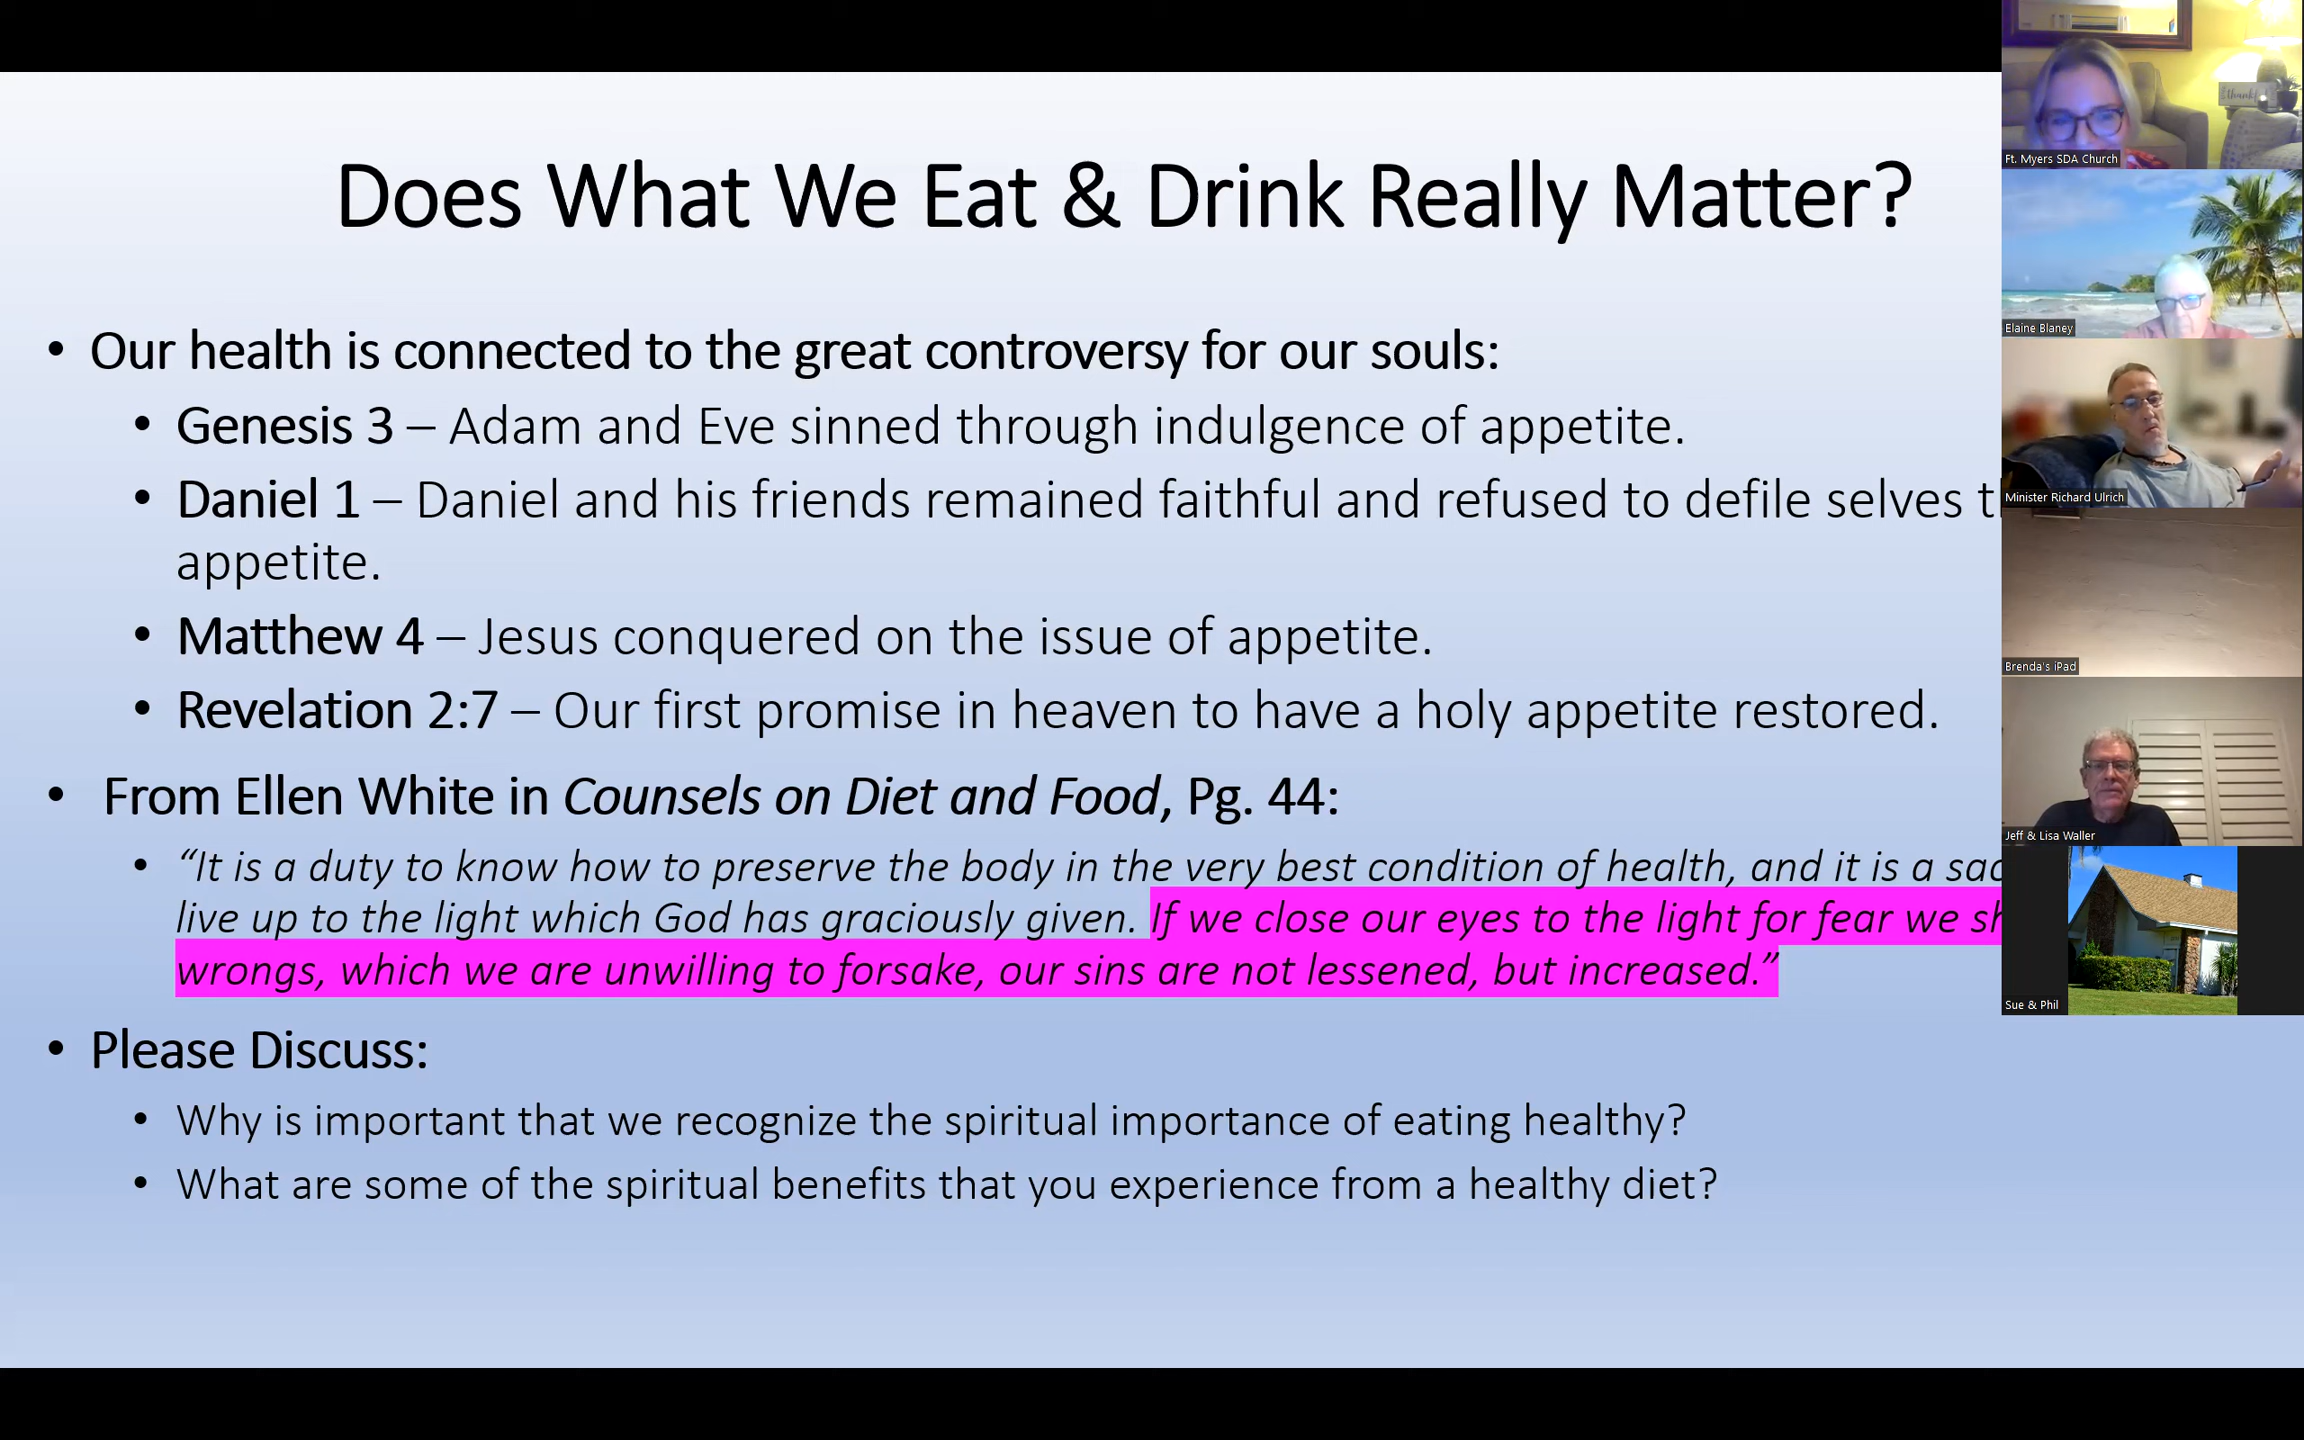 Does What We Eat & Drink Really Matter?
• Our health is connected to the great controversy for our souls:
• Genesis 3 – Adam and Eve sinned through indulgence of appetite.
• Daniel 1 – Daniel and his friends remained faithful and refused to defile selves
appetite.
• Matthew 4 – Jesus conquered on the issue of appetite.
• Revelation 2:7 – Our first promise in heaven to have a holy appetite restored.
• From Ellen White in Counsels on Diet and Food, Pg. 44:
• “It is a duty to know how to preserve the body in the very best condition of health, and it is a
live up to the light which God has graciously given. If we close our eyes to the light for fear we
wrongs, which we are unwilling to forsake, our sins are not lessened, but increased.”
• Please Discuss:
• Why is important that we recognize the spiritual importance of eating healthy?
• What are some of the spiritual benefits that you experience from a healthy diet?
Ft. Myers SDA Church
Elaine Blaney
Minister Richard Ulrich
Brenda's iPad
Jeff & Lisa Waller
Sue & Phil